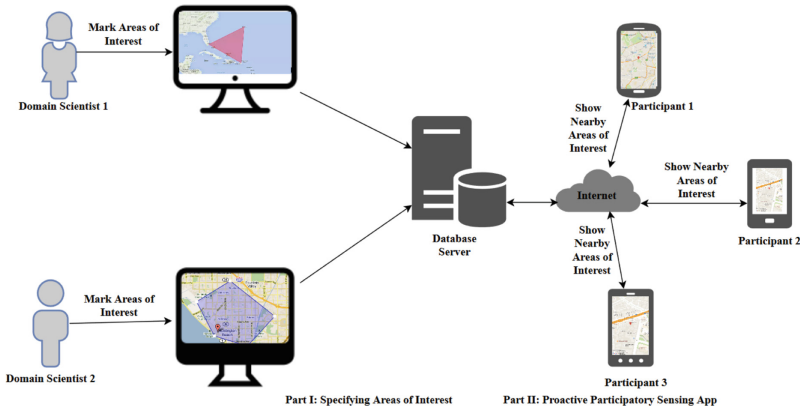 Mark Areas of
Interest
Domain Scientist 1
Participant 1
Show
Nearby
Areas of
Interest
Show Nearby
Areas of
Interest
Internet
Database
Server
Participant 2
Show
Nearby
Areas of
Interest
Mark Areas of
Interest
Domain Scientist 2
Participant 3
Part I: Specifying Areas of Interest
Part II: Proactive Participatory Sensing App